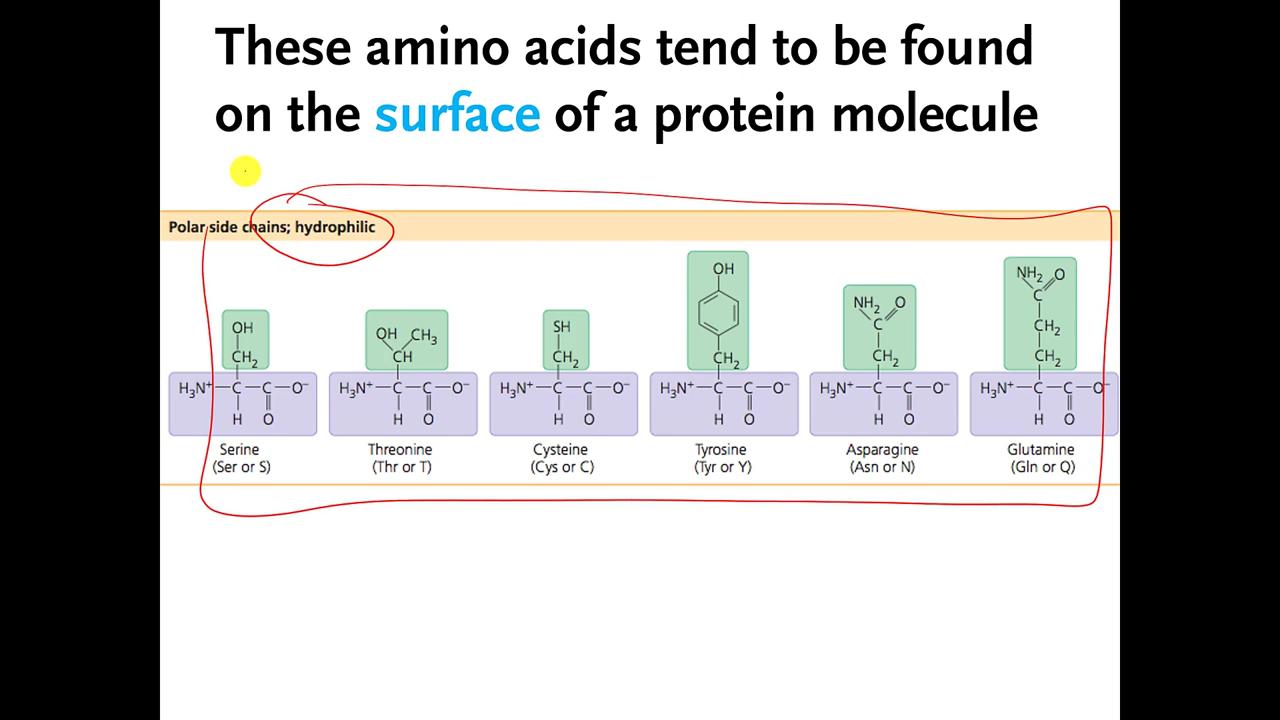 These amino acids tend to be found
on the surface of a protein molecule
Polar side chains; hydrophilic
OH
CH₂
H₃N⁺—C—C—O⁻
H O
Serine
(Ser or S)
OH CH₃
CH
H₃N⁺—C—C—O⁻
H O
Threonine
(Thr or T)
SH
CH₂
H₃N⁺—C—C—O⁻
H O
Cysteine
(Cys or C)
OH
CH₂
H₃N⁺—C—C—O⁻
H O
Tyrosine
(Tyr or Y)
NH₂ O
C
CH₂
H₃N⁺—C—C—O⁻
H O
Asparagine
(Asn or N)
NH₂ O
C
CH₂
CH₂
H₃N⁺—C—C—O⁻
H O
Glutamine
(Gln or Q)